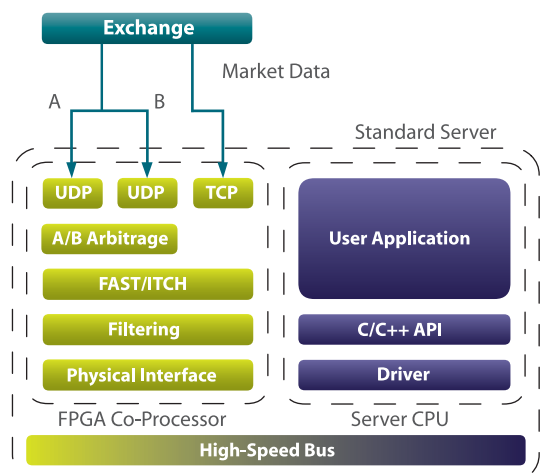 Exchange
Market Data
A
B
Standard Server
UDP
UDP
TCP
A/B Arbitrage
FAST/ITCH
Filtering
Physical Interface
User Application
C/C++ API
Driver
FPGA Co-Processor
Server CPU
High-Speed Bus